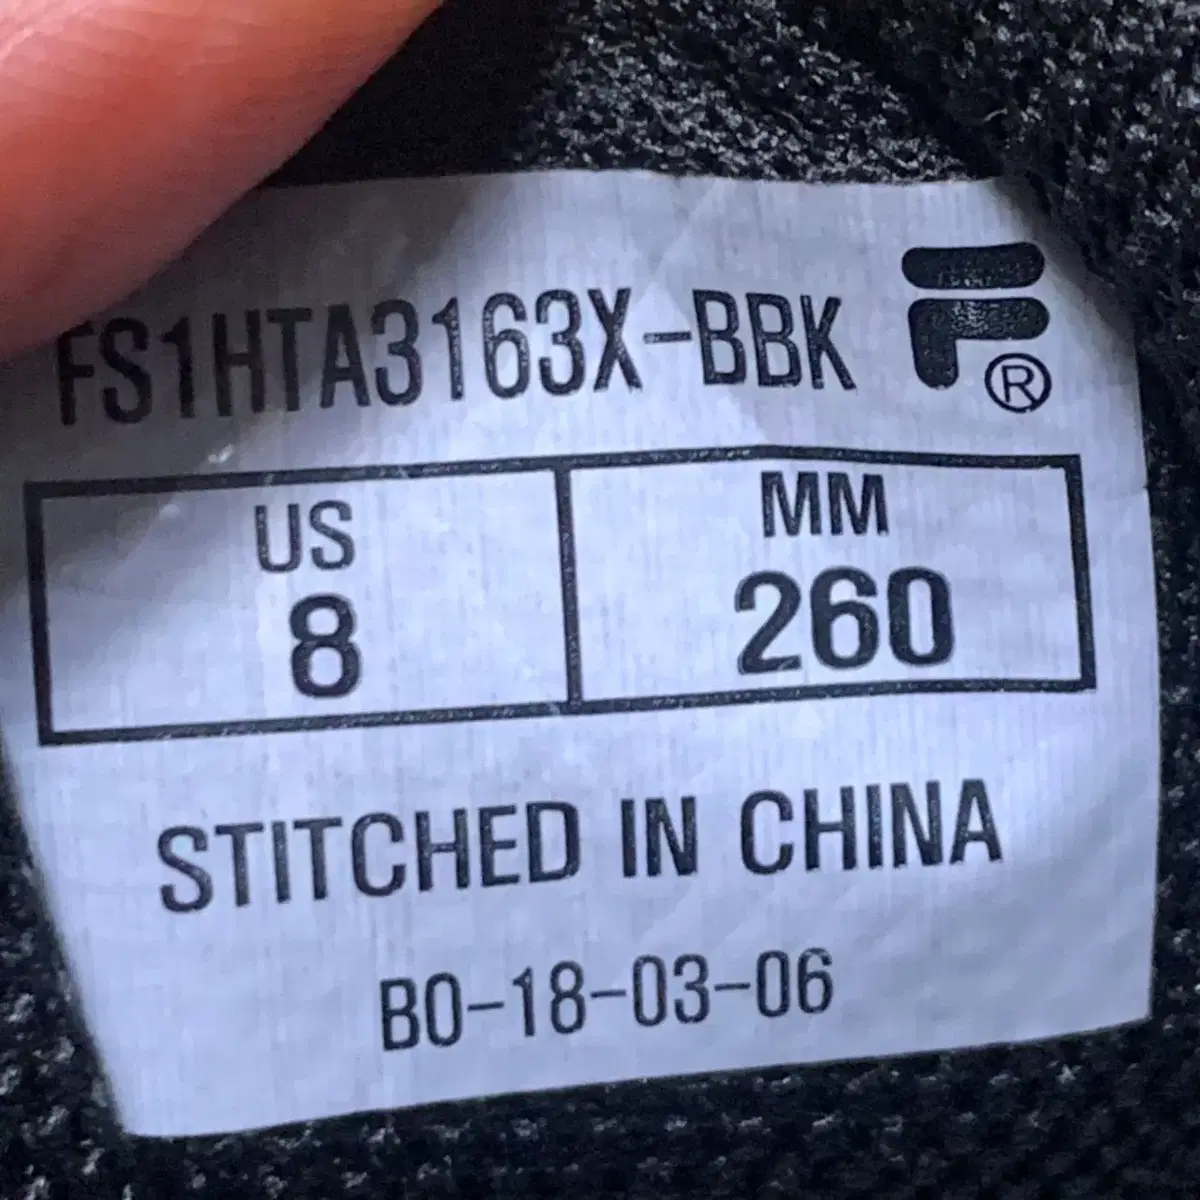 FS1HTA3163X-BBK
®
US
8
MM
260
STITCHED IN CHINA
B0-18-03-06